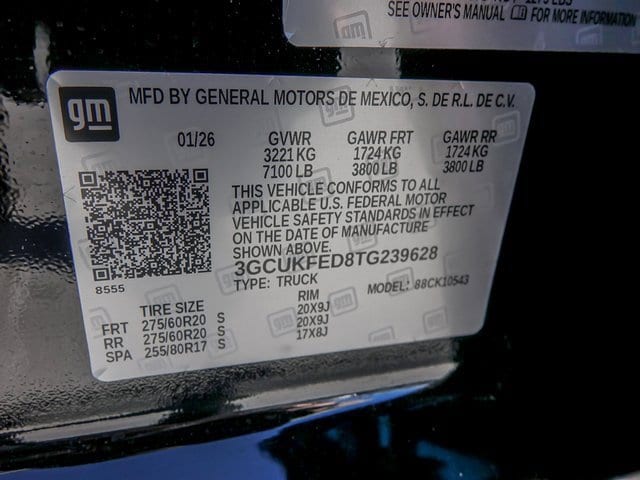 SEE OWNER'S MANUAL FOR MORE INFORMATION
gm
MFD BY GENERAL MOTORS DE MEXICO, S. DE R.L. DE C.V.
01/26 GVWR GAWR FRT GAWR RR
3221 KG 1724 KG 1724 KG
7100 LB 3800 LB 3800 LB
THIS VEHICLE CONFORMS TO ALL
APPLICABLE U.S. FEDERAL MOTOR
VEHICLE SAFETY STANDARDS IN EFFECT
ON THE DATE OF MANUFACTURE
SHOWN ABOVE.
3GCUKFED8TG239628
8555
TYPE: TRUCK MODEL: 88CK10543
TIRE SIZE RIM
FRT 275/60R20 S 20X9J
RR 275/60R20 S 20X9J
SPA 255/80R17 S 17X8J